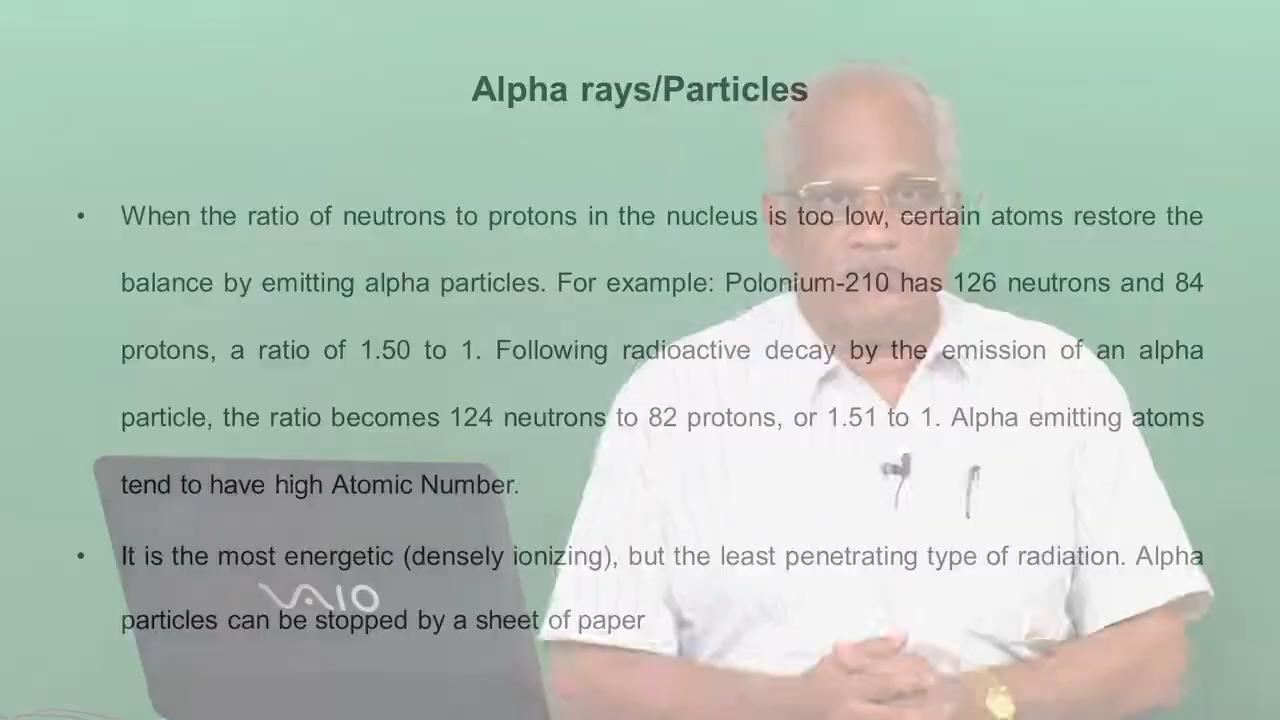 Alpha rays/Particles
• When the ratio of neutrons to protons in the nucleus is too low, certain atoms restore the
balance by emitting alpha particles. For example: Polonium-210 has 126 neutrons and 84
protons, a ratio of 1.50 to 1. Following radioactive decay by the emission of an alpha
particle, the ratio becomes 124 neutrons to 82 protons, or 1.51 to 1. Alpha emitting atoms
tend to have high Atomic Number.
• It is the most energetic (densely ionizing), but the least penetrating type of radiation. Alpha
VAIO
particles can be stopped by a sheet of paper